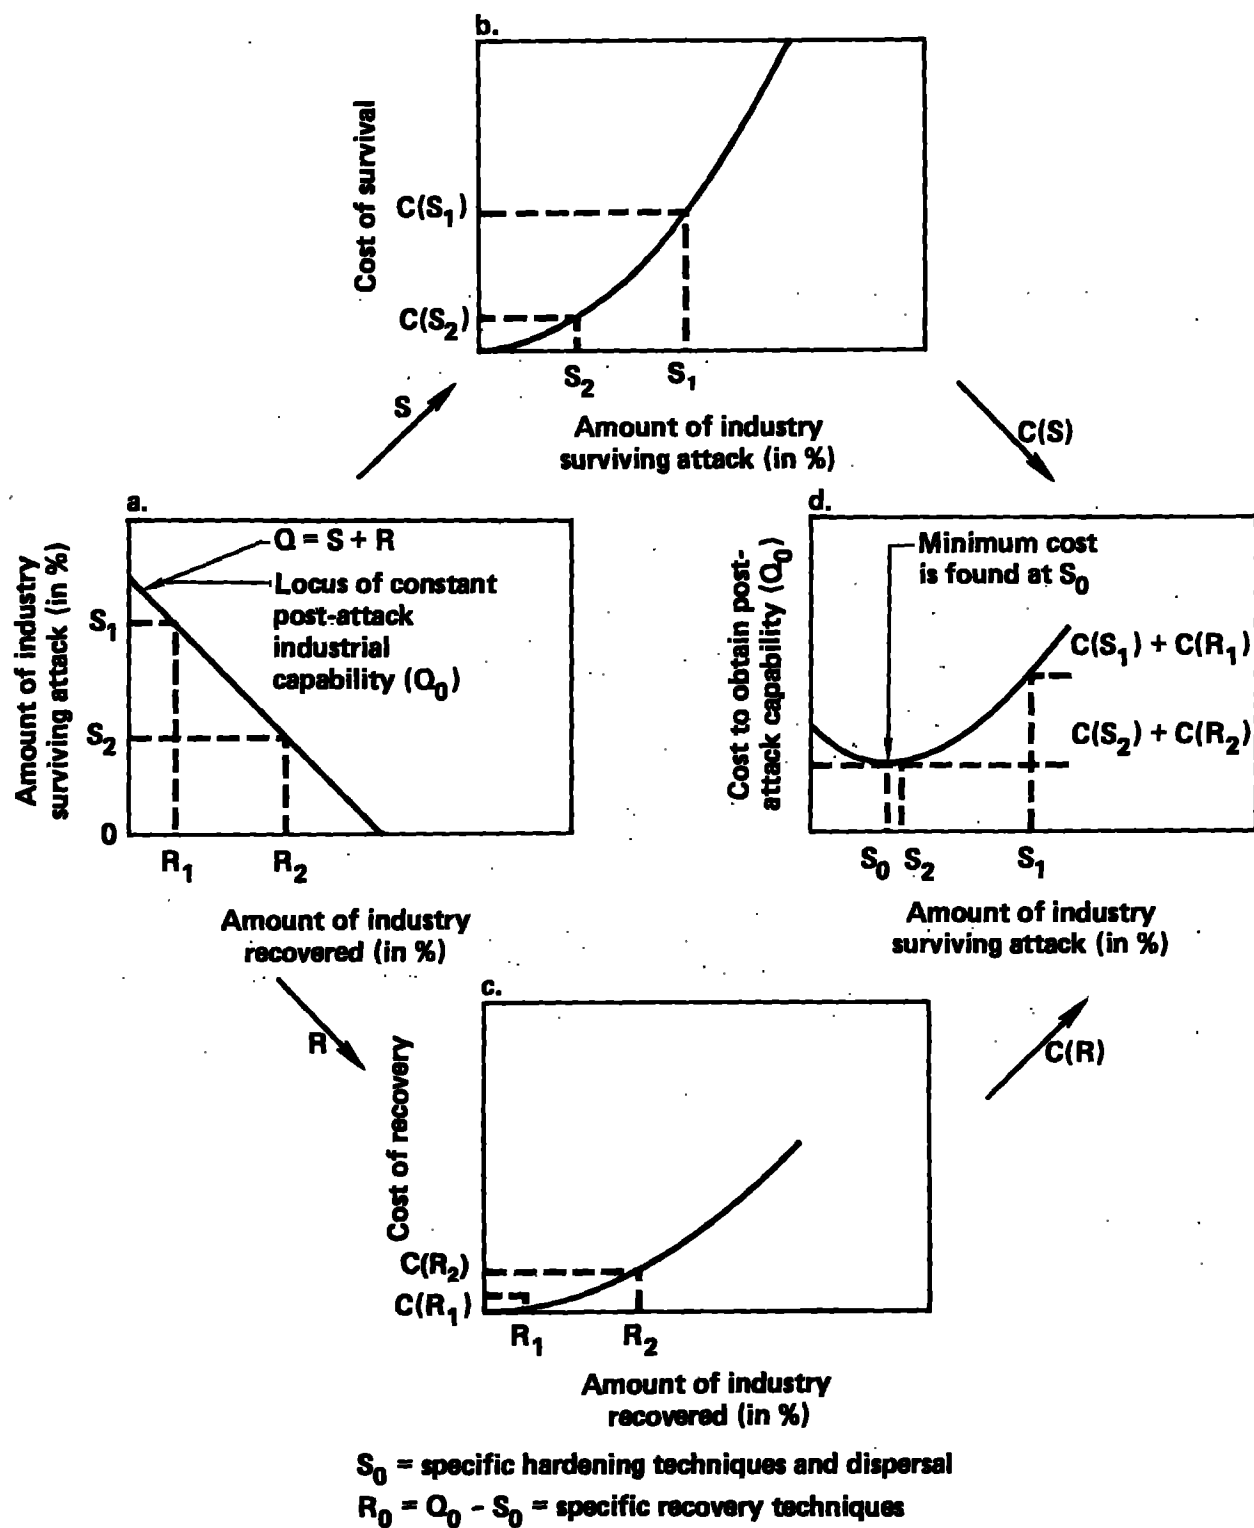 b.
Cost of survival
C(S₁)
C(S₂)
S₂
S₁
Amount of industry
surviving attack (in %)
S
C(S)
a.
Q = S + R
Locus of constant
post-attack
industrial
capability (Q₀)
Amount of industry
surviving attack (in %)
S₁
S₂
0
R₁
R₂
Amount of industry
recovered (in %)
d.
Minimum cost
is found at S₀
Cost to obtain post-
attack capability (Q₀)
C(S₁) + C(R₁)
C(S₂) + C(R₂)
S₀
S₂
S₁
Amount of industry
surviving attack (in %)
R
C(R)
c.
Cost of recovery
C(R₂)
C(R₁)
R₁
R₂
Amount of industry
recovered (in %)
S₀ = specific hardening techniques and dispersal
R₀ = Q₀ - S₀ = specific recovery techniques